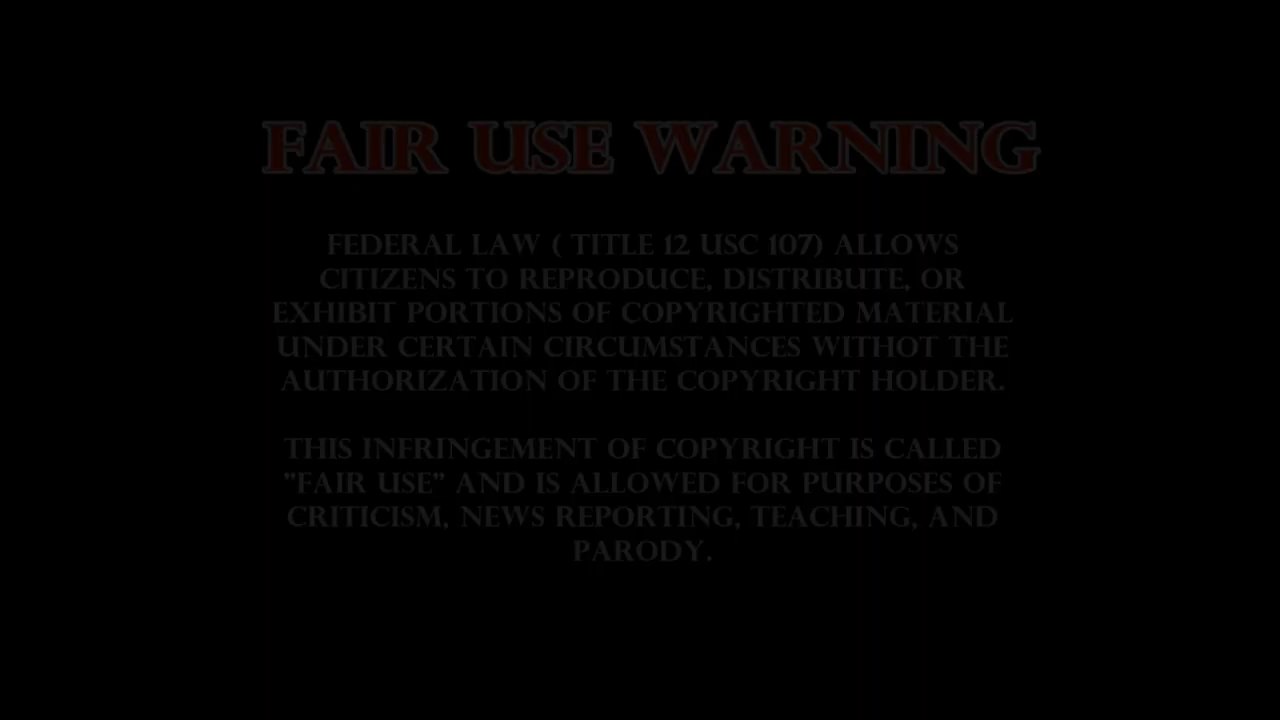 FAIR USE WARNING
FEDERAL LAW ( TITLE 12 USC 107) ALLOWS
CITIZENS TO REPRODUCE, DISTRIBUTE, OR
EXHIBIT PORTIONS OF COPYRIGHTED MATERIAL
UNDER CERTAIN CIRCUMSTANCES WITHOT THE
AUTHORIZATION OF THE COPYRIGHT HOLDER.
THIS INFRINGEMENT OF COPYRIGHT IS CALLED
"FAIR USE" AND IS ALLOWED FOR PURPOSES OF
CRITICISM, NEWS REPORTING, TEACHING, AND
PARODY.